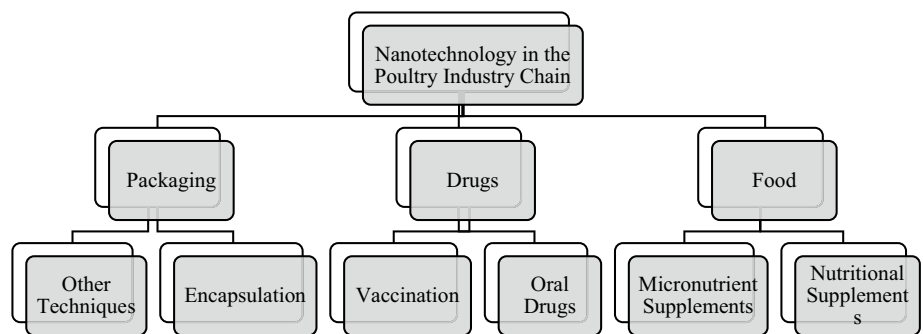 Nanotechnology in the
Poultry Industry Chain
Packaging
Drugs
Food
Other
Techniques
Encapsulation
Vaccination
Oral
Drugs
Micronutrient
Supplements
Nutritional
Supplement
s